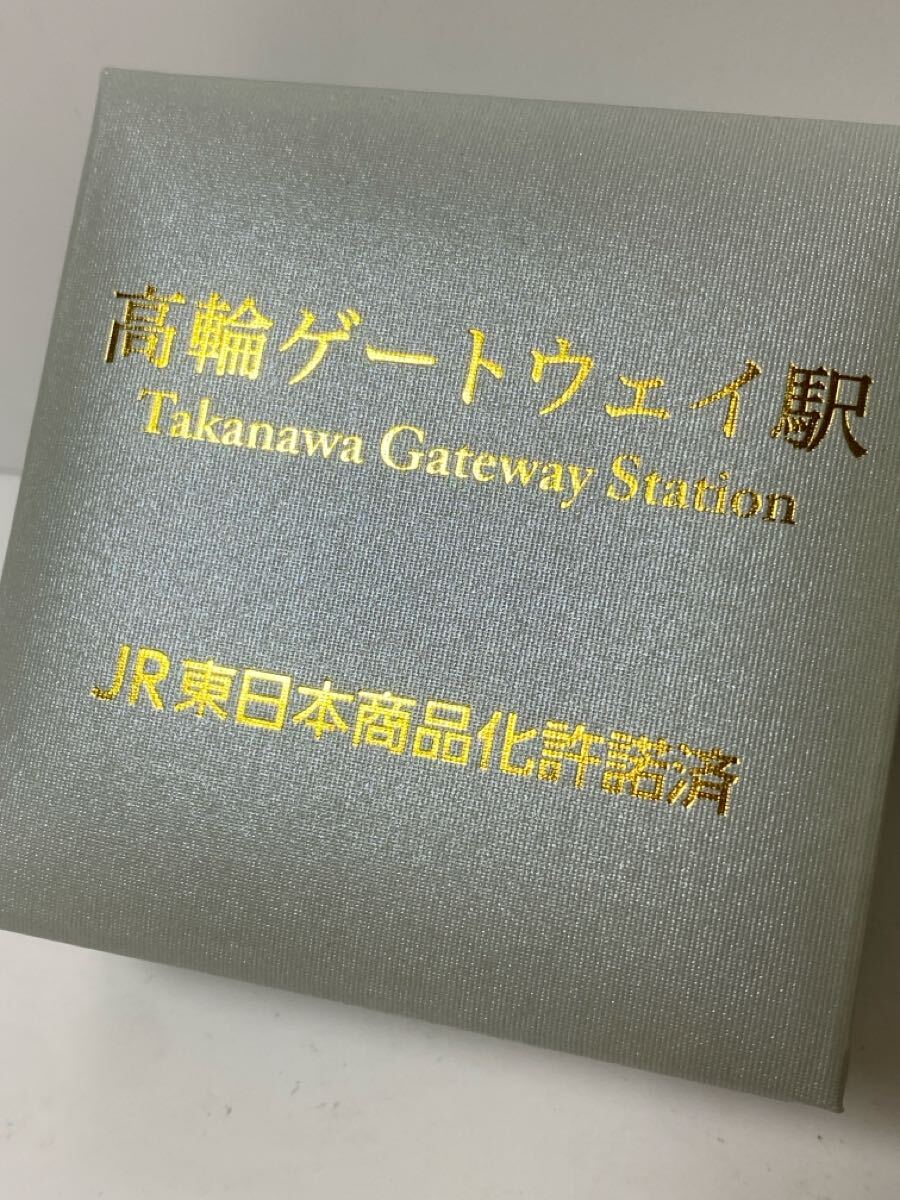 高輪ゲートウェイ駅
Takanawa Gateway Station
JR東日本商品化許諾済